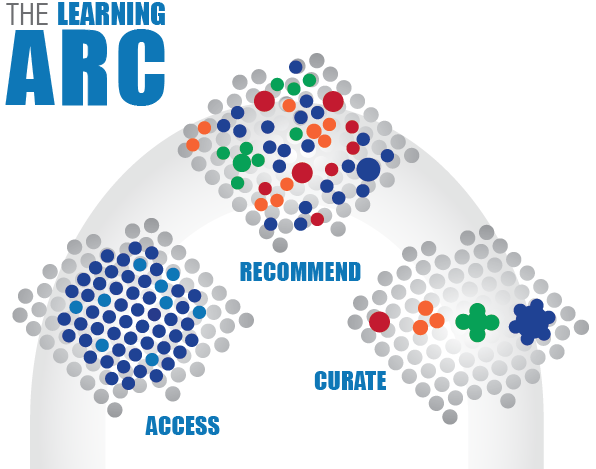 THE LEARNING
ARC
RECOMMEND
CURATE
ACCESS